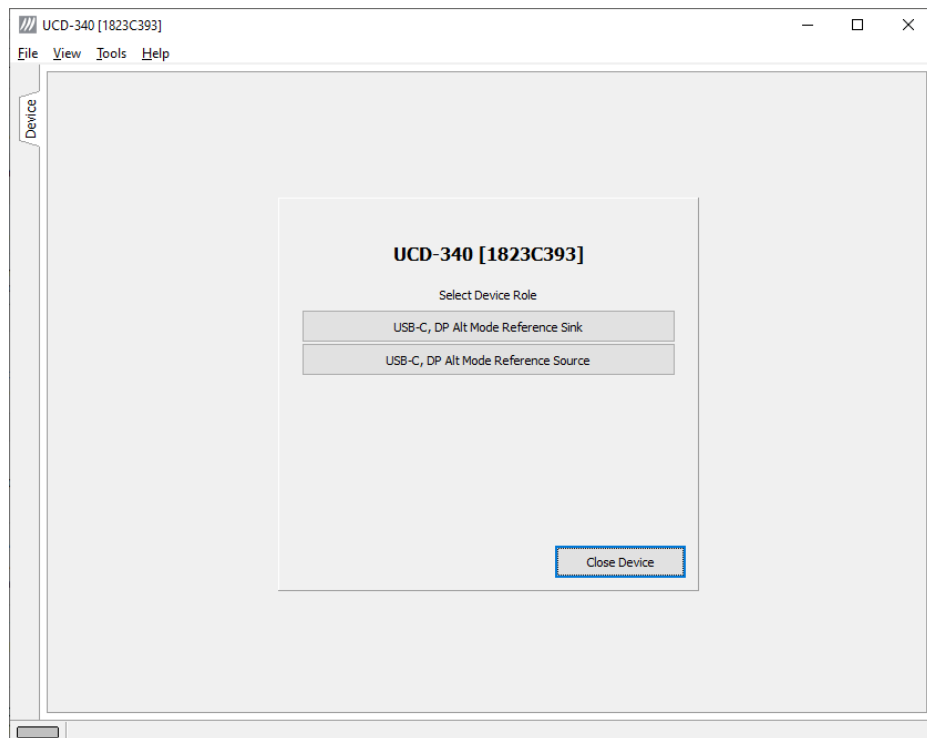 UCD-340 [1823C393]
File View Tools Help
Device
UCD-340 [1823C393]
Select Device Role
USB-C, DP Alt Mode Reference Sink
USB-C, DP Alt Mode Reference Source
Close Device